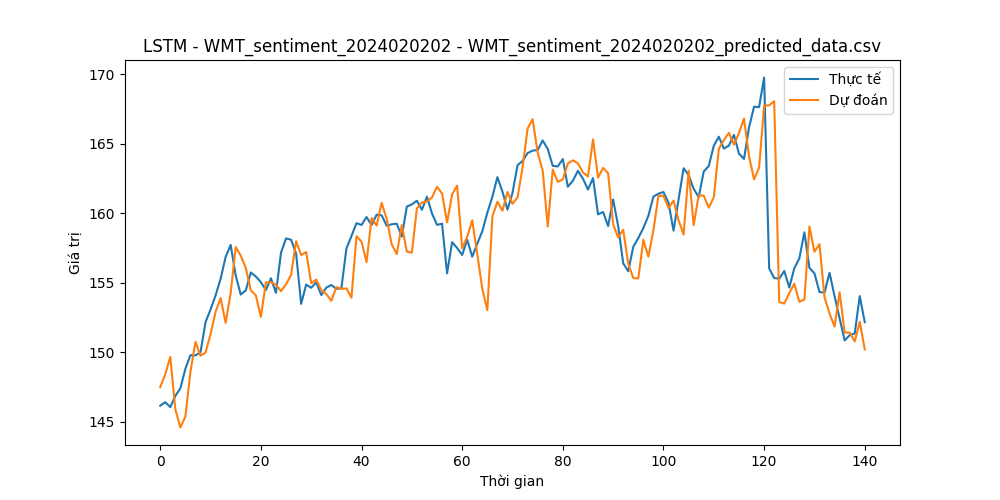 LSTM - WMT_sentiment_2024020202 - WMT_sentiment_2024020202_predicted_data.csv
Thực tế
Dự đoán
Giá trị
170
165
160
155
150
145
0 20 40 60 80 100 120 140
Thời gian